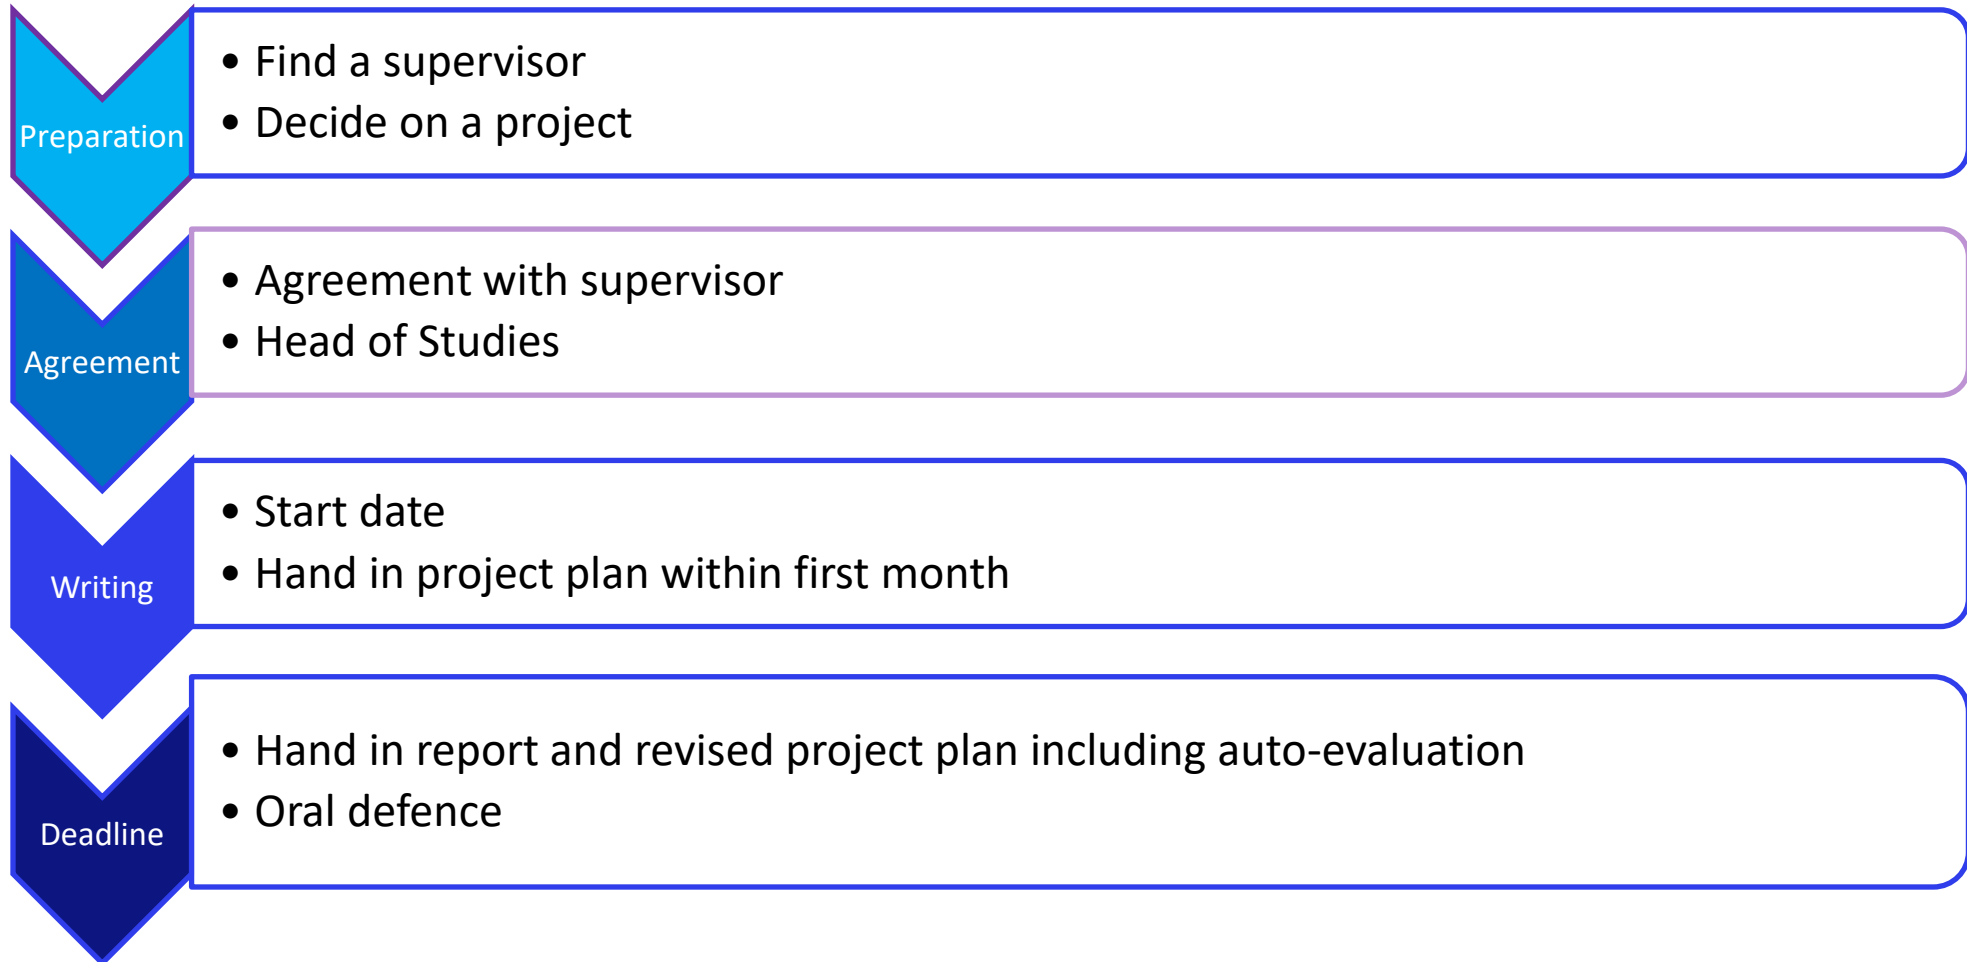 Preparation
• Find a supervisor
• Decide on a project
Agreement
• Agreement with supervisor
• Head of Studies
Writing
• Start date
• Hand in project plan within first month
Deadline
• Hand in report and revised project plan including auto-evaluation
• Oral defence